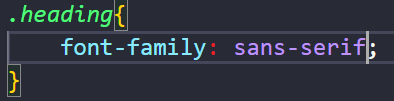 .heading{
    font-family: sans-serif;
}